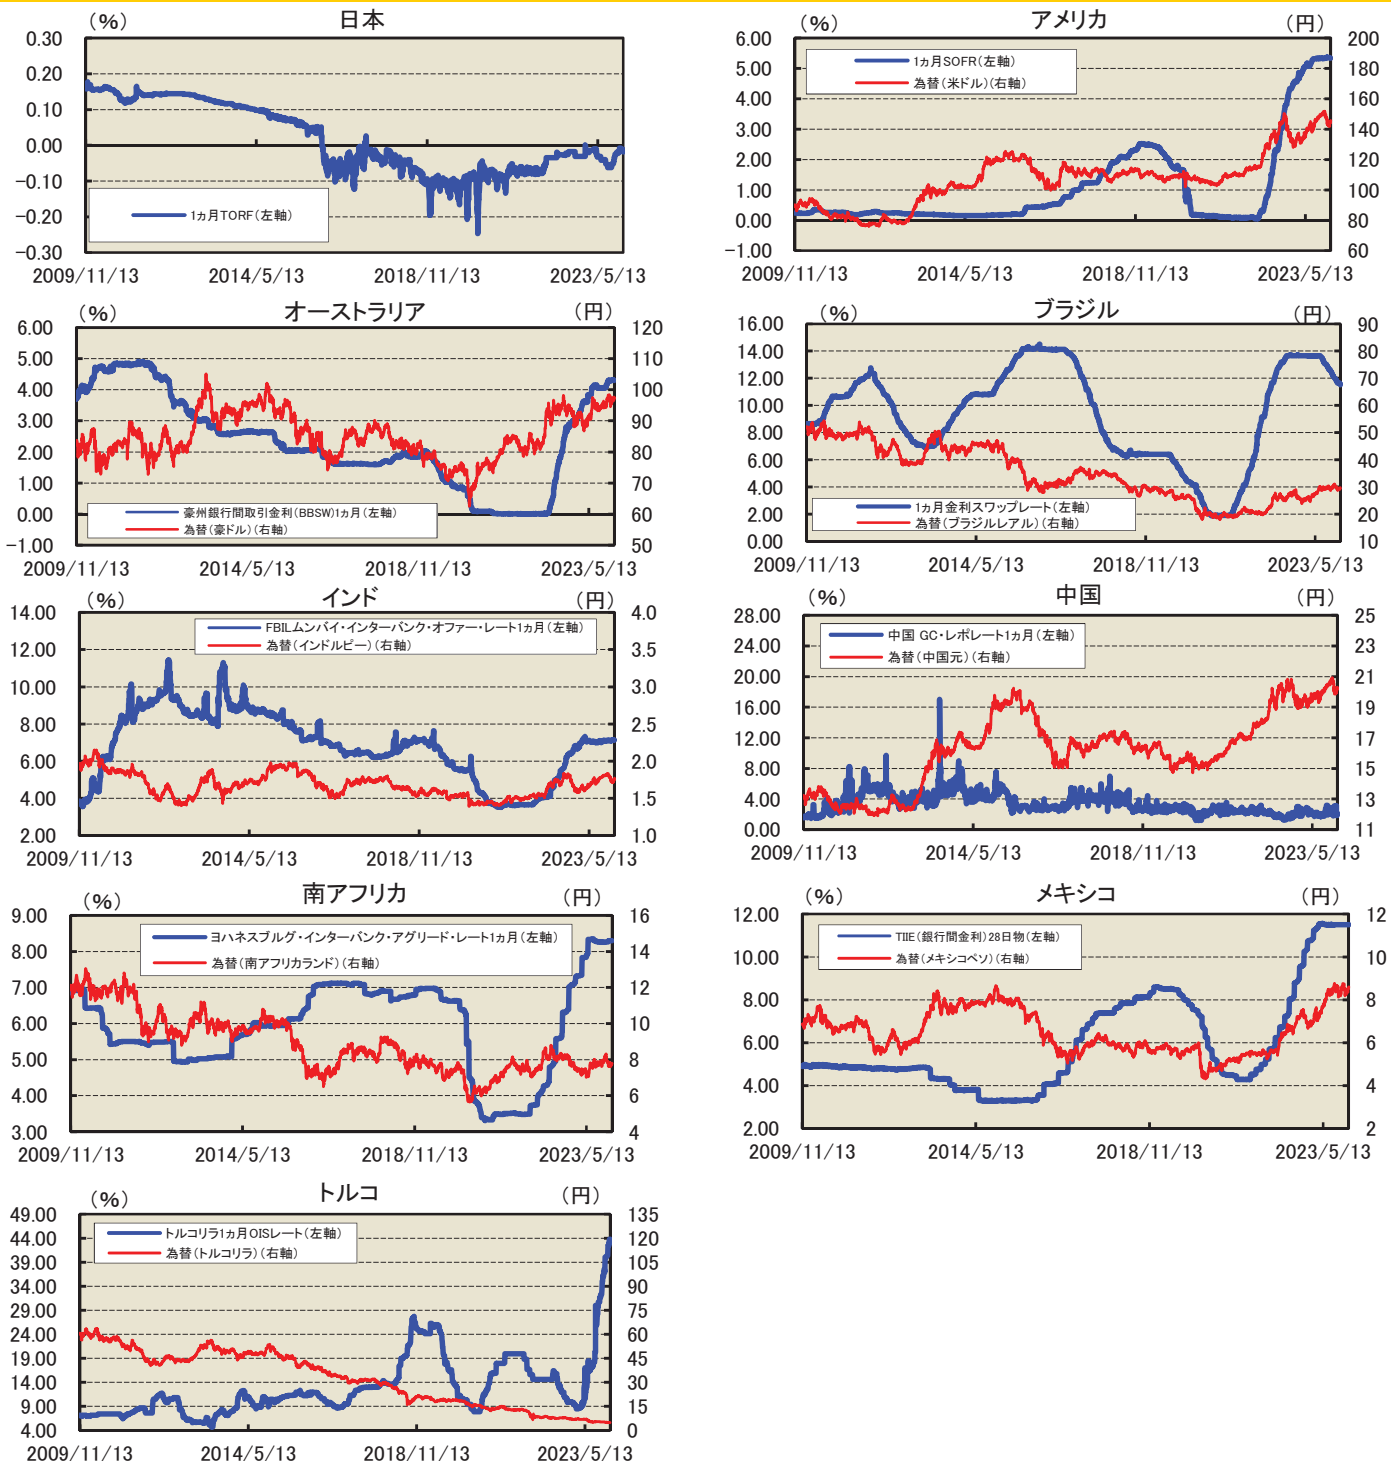 日本
（％）
0.30
0.20
0.10
0.00
−0.10
−0.20
−0.30
1ヵ月TORF（左軸）
2009/11/13 2014/5/13 2018/11/13 2023/5/13
アメリカ
（％） （円）
6.00 200
5.00 180
4.00 160
3.00 140
2.00 120
1.00 100
0.00 80
−1.00 60
1ヵ月SOFR（左軸）
為替（米ドル）（右軸）
2009/11/13 2014/5/13 2018/11/13 2023/5/13
オーストラリア
（％） （円）
6.00 120
5.00 110
4.00 100
3.00 90
2.00 80
1.00 70
0.00 60
−1.00 50
豪州銀行間取引金利（BBSW）1ヵ月（左軸）
為替（豪ドル）（右軸）
2009/11/13 2014/5/13 2018/11/13 2023/5/13
ブラジル
（％） （円）
16.00 90
14.00 80
12.00 70
10.00 60
8.00 50
6.00 40
4.00 30
2.00 20
0.00 10
1ヵ月金利スワップレート（左軸）
為替（ブラジルレアル）（右軸）
2009/11/13 2014/5/13 2018/11/13 2023/5/13
インド
（％） （円）
14.00 4.0
12.00 3.5
10.00 3.0
8.00 2.5
6.00 2.0
4.00 1.5
2.00 1.0
FBILムンバイ・インターバンク・オファー・レート1ヵ月（左軸）
為替（インドルピー）（右軸）
2009/11/13 2014/5/13 2018/11/13 2023/5/13
中国
（％） （円）
28.00 25
24.00 23
20.00 21
16.00 19
12.00 17
8.00 15
4.00 13
0.00 11
中国 GC・レポレート1ヵ月（左軸）
為替（中国元）（右軸）
2009/11/13 2014/5/13 2018/11/13 2023/5/13
南アフリカ
（％） （円）
9.00 16
8.00 14
7.00 12
6.00 10
5.00 8
4.00 6
3.00 4
ヨハネスブルグ・インターバンク・アグリード・レート1ヵ月（左軸）
為替（南アフリカランド）（右軸）
2009/11/13 2014/5/13 2018/11/13 2023/5/13
メキシコ
（％） （円）
12.00 12
10.00 10
8.00 8
6.00 6
4.00 4
2.00 2
TIIE（銀行間金利）28日物（左軸）
為替（メキシコペソ）（右軸）
2009/11/13 2014/5/13 2018/11/13 2023/5/13
トルコ
（％） （円）
49.00 135
44.00 120
39.00 105
34.00 90
29.00 75
24.00 60
19.00 45
14.00 30
9.00 15
4.00 0
トルコリラ1ヵ月OISレート（左軸）
為替（トルコリラ）（右軸）
2009/11/13 2014/5/13 2018/11/13 2023/5/13